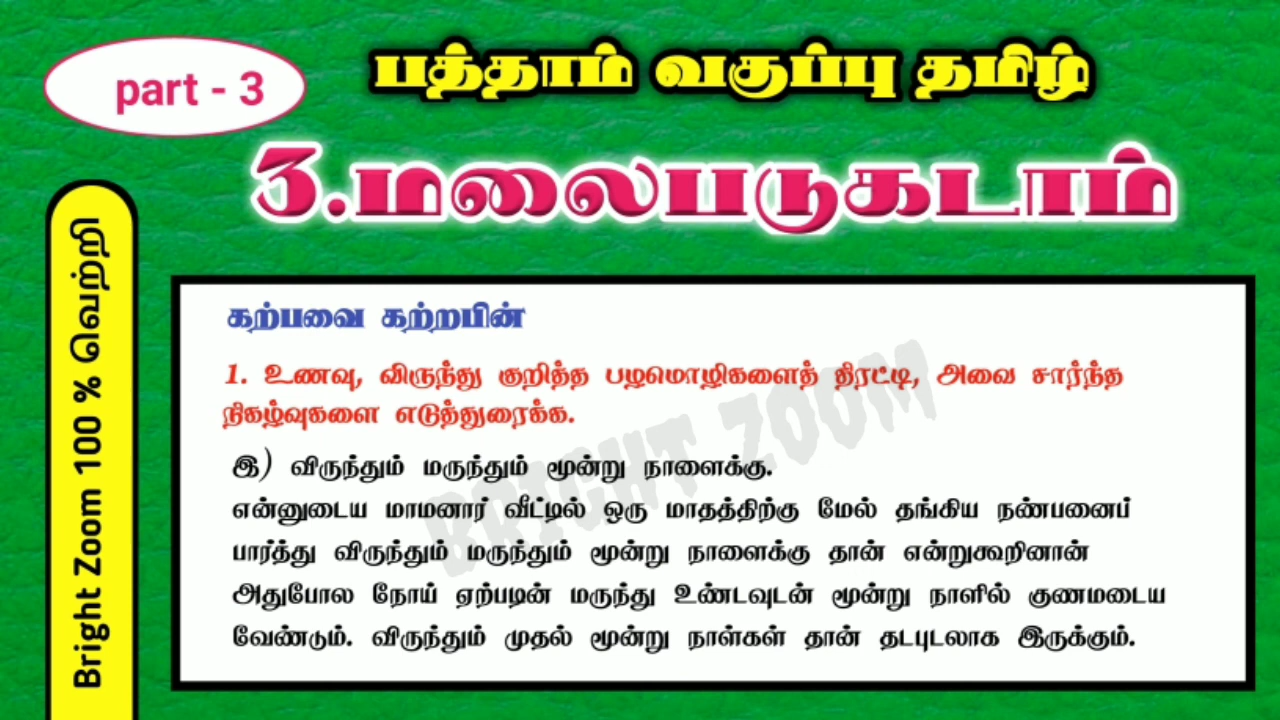 part - 3
பத்தாம் வகுப்பு தமிழ்
3.மலைபடுகடாம்
Bright Zoom 100 % வெற்றி
கற்பவை கற்றபின்
1. உணவு, விருந்து குறித்த பழமொழிகளைத் திரட்டி, அவை சார்ந்த
நிகழ்வுகளை எடுத்துரைக்க.
இ) விருந்தும் மருந்தும் மூன்று நாளைக்கு.
என்னுடைய மாமனார் வீட்டில் ஒரு மாதத்திற்கு மேல் தங்கிய நண்பனைப்
பார்த்து விருந்தும் மருந்தும் மூன்று நாளைக்கு தான் என்றுகூறினான்
அதுபோல நோய் ஏற்படின் மருந்து உண்டவுடன் மூன்று நாளில் குணமடைய
வேண்டும். விருந்தும் முதல் மூன்று நாள்கள் தான் தடபுடலாக இருக்கும்.
BRIGHT ZOOM